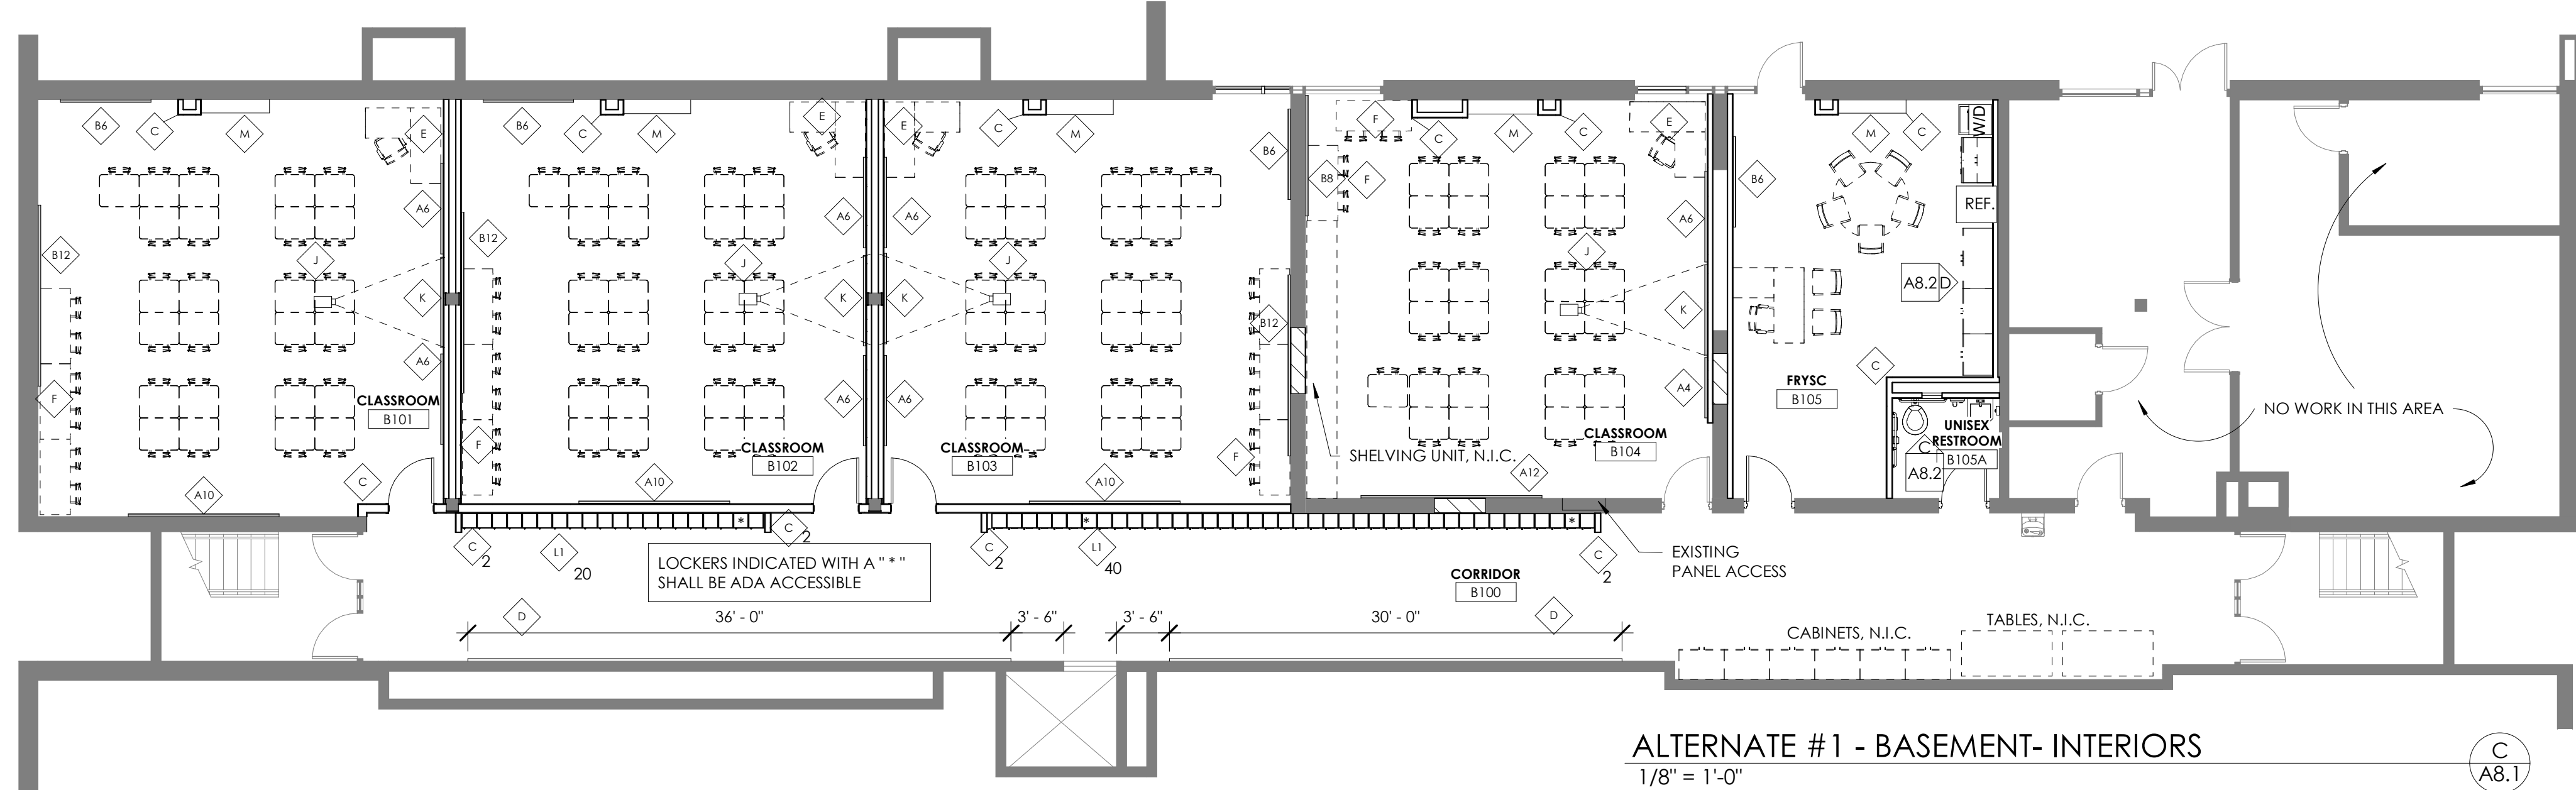 B6
C
M
E
B6
C
M
E
E
C
M
B6
F
C
M
C
E
B6
M
C
W/D
B8
F
REF.
A6
A6
A6
A6
B12
B12
J
J
J
J
K
K
K
K
B12
A8.2
D
A6
A6
A6
A4
F
F
F
C
CLASSROOM
B101
CLASSROOM
B102
CLASSROOM
B103
CLASSROOM
B104
FRYSC
B105
UNISEX
RESTROOM
B105A
C
A8.2
NO WORK IN THIS AREA
SHELVING UNIT, N.I.C.
C
A10
A10
A10
A12
*
*
*
C
2
L1
20
C
2
C
2
L1
40
C
2
LOCKERS INDICATED WITH A " * "
SHALL BE ADA ACCESSIBLE
EXISTING
PANEL ACCESS
CORRIDOR
B100
D
36' - 0"
3' - 6"
3' - 6"
30' - 0"
D
CABINETS, N.I.C.
TABLES, N.I.C.
ALTERNATE #1 - BASEMENT- INTERIORS
1/8" = 1'-0"
C
A8.1